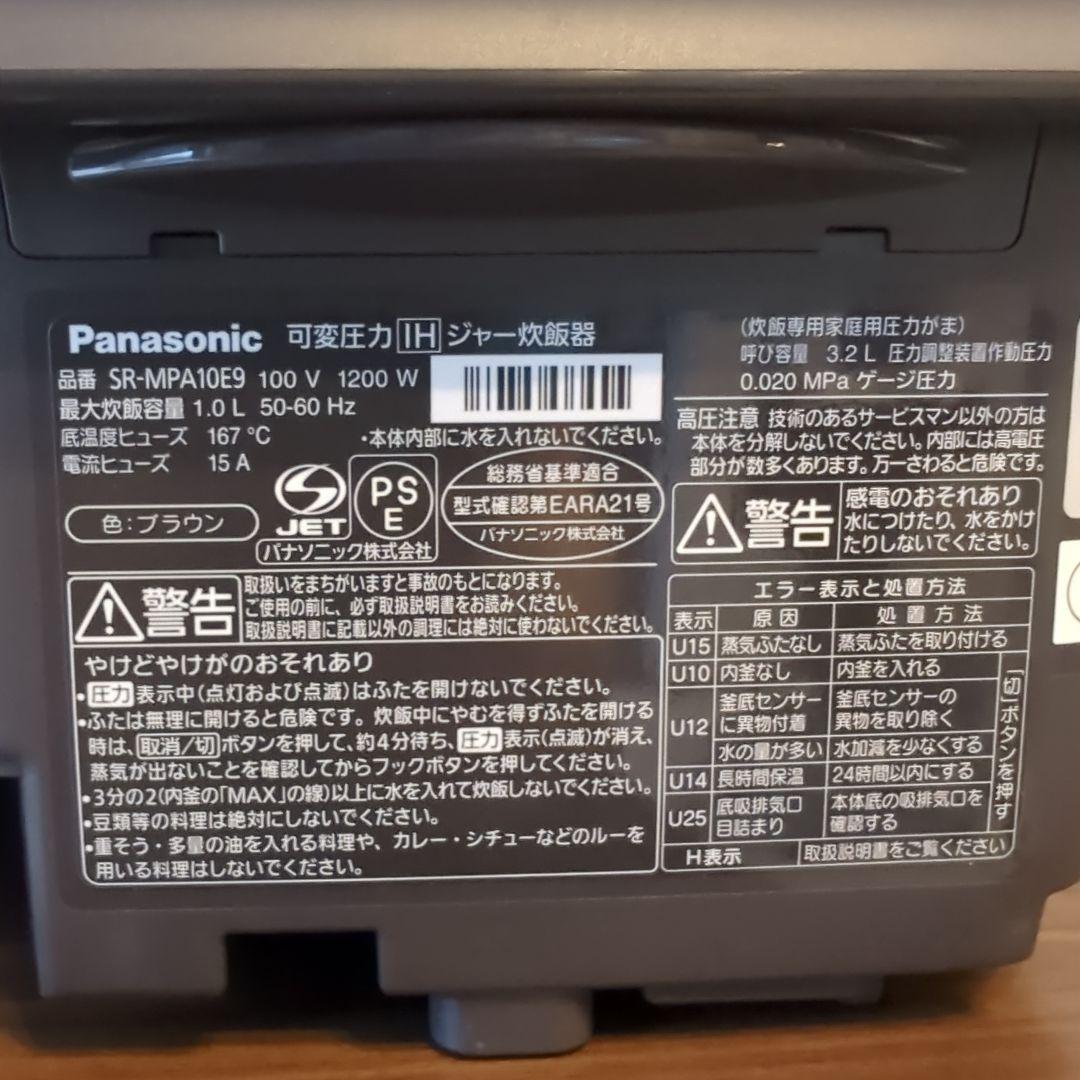 Panasonic 可変圧力 IH ジャー炊飯器
品番 SR-MPA10E9 100 V 1200 W
最大炊飯容量 1.0 L 50-60 Hz
底温度ヒューズ 167 ℃
・本体内部に水を入れないでください。
電流ヒューズ 15 A
色:ブラウン
JET
PS
E
パナソニック株式会社
総務省基準適合
型式確認第EARA21号
パナソニック株式会社
警告
取扱いをまちがいますと事故のもとになります。
ご使用の前に、必ず取扱説明書をお読みください。
取扱説明書に記載以外の調理には絶対に使わないでください。
やけどやけがのおそれあり
・圧力 表示中(点灯および点滅)はふたを開けないでください。
・ふたは無理に開けると危険です。炊飯中にやむを得ずふたを開ける
時は、取消/切 ボタンを押して、約4分待ち、圧力 表示(点滅)が消え、
蒸気が出ないことを確認してからフックボタンを押してください。
・3分の2(内釜の「MAX」の線)以上に水を入れて炊飯しないでください。
・豆類等の料理は絶対にしないでください。
・重そう・多量の油を入れる料理や、カレー・シチューなどのルーを
用いる料理はしないでください。
(炊飯専用家庭用圧力がま)
呼び容量 3.2 L 圧力調整装置作動圧力
0.020 MPa ゲージ圧力
高圧注意 技術のあるサービスマン以外の方は
本体を分解しないでください。内部には高電圧
部分が数多くあります。万一さわると危険です。
警告
感電のおそれあり
水につけたり、水をかけ
たりしないでください。
エラー表示と処置方法
表示 原因 処置方法
U15 蒸気ふたなし 蒸気ふたを取り付ける
U10 内釜なし 内釜を入れる
U12 釜底センサー 釜底センサーの
に異物付着 異物を取り除く
水の量が多い 水加減を少なくする
U14 長時間保温 24時間以内にする
U25 底吸排気口 本体底の吸排気口を
目詰まり 確認する
[切]ボタンを押す
H表示 取扱説明書をご覧ください